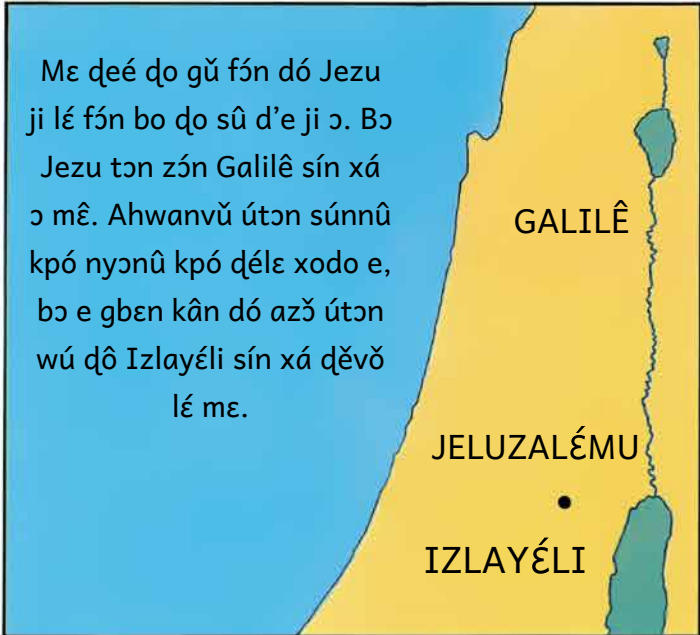 Mɛ ɖeé ɖo gǔ fɔ́n dó Jezu
ji lɛ́ fɔ́n bo ɖo sû d’e ji ɔ. Bɔ
Jezu tɔn zɔ́n Galilê sín xá
ɔ mɛ̂. Ahwanvǔ útɔn súnnû
kpó nyɔnû kpó ɖélɛ xodo e,
bɔ e gbɛn kân dó azɔ̌ útɔn
wú ɖô Izlayɛ́li sín xá ɖěvǒ
lɛ́ mɛ.
GALILÊ
JELUZALƐ́MU
IZLAYƐ́LI